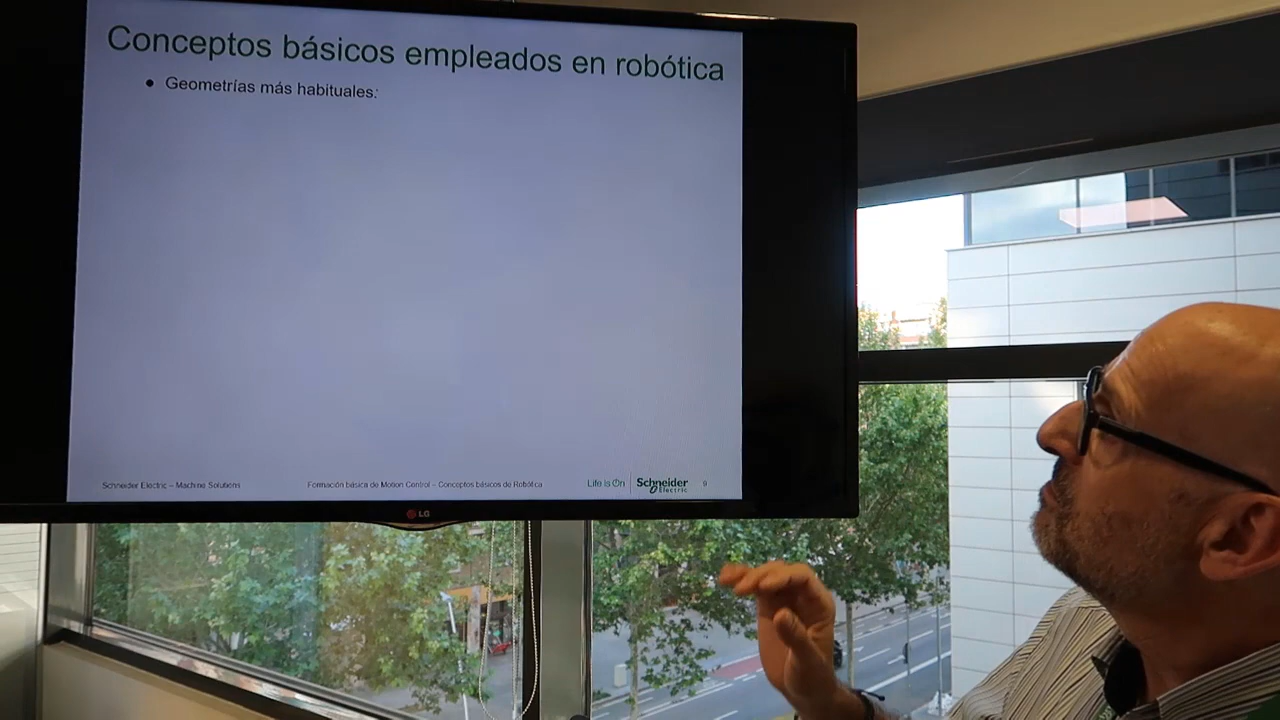 Conceptos básicos empleados en robótica
● Geometrías más habituales:
Schneider Electric – Machine Solutions
Formación básica de Motion Control – Conceptos básicos de Robótica
Life Is On
Schneider Electric
9
LG